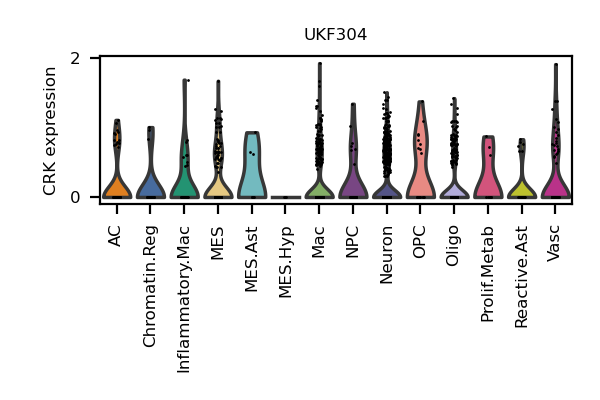 UKF304
CRK expression
2
0
AC
Chromatin.Reg
Inflammatory.Mac
MES
MES.Ast
MES.Hyp
Mac
NPC
Neuron
OPC
Oligo
Prolif.Metab
Reactive.Ast
Vasc